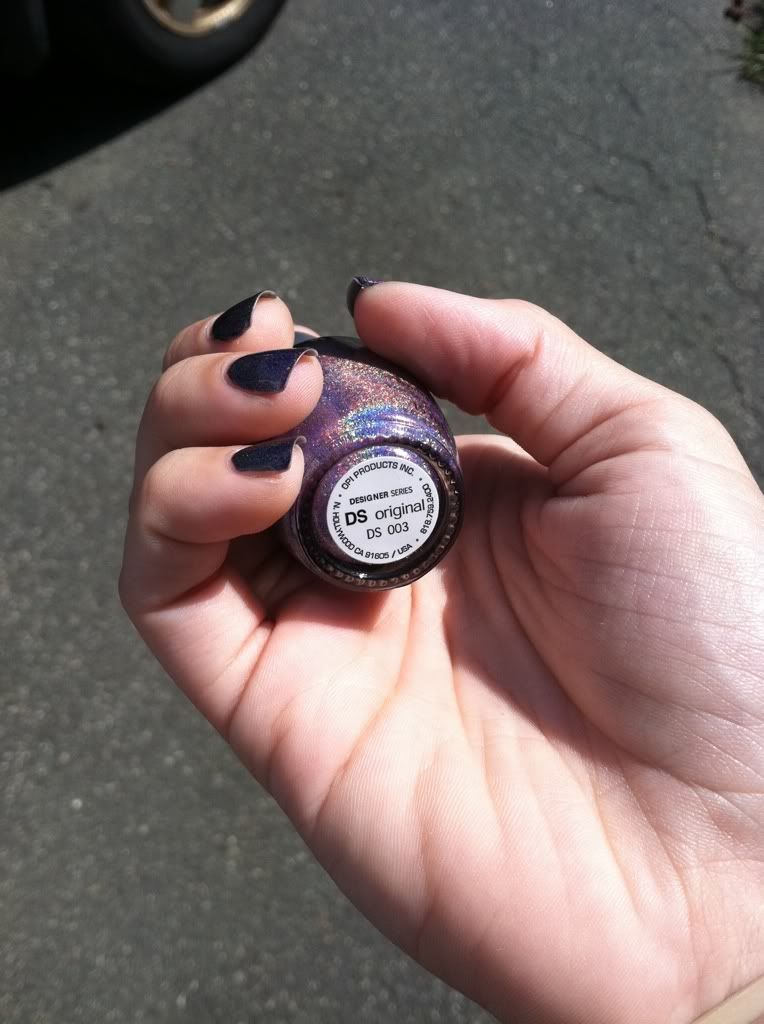 • OPI PRODUCTS INC. •
DESIGNER SERIES
DS original
DS 003
818.759.2400
N. HOLLYWOOD CA 91605 / USA •